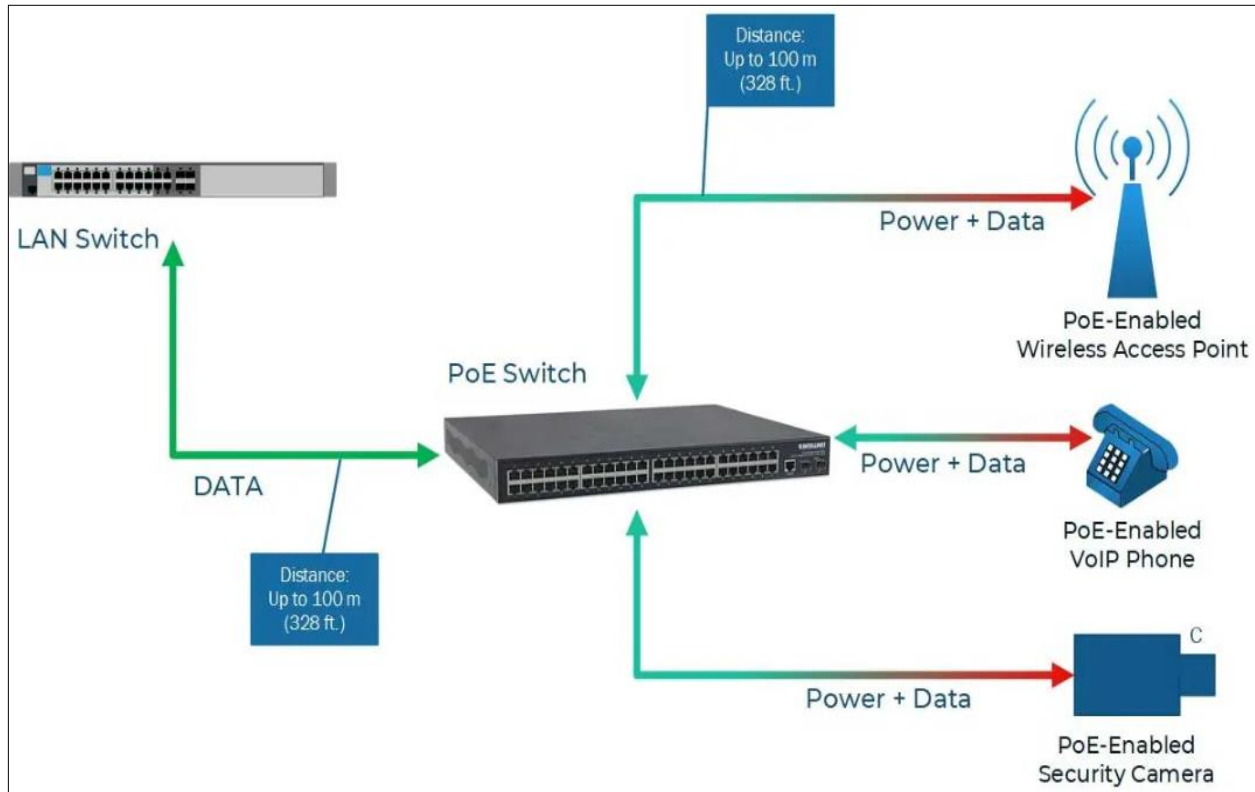 Distance:
Up to 100 m
(328 ft.)
LAN Switch
Power + Data
PoE-Enabled
Wireless Access Point
PoE Switch
DATA
Power + Data
PoE-Enabled
VoIP Phone
Distance:
Up to 100 m
(328 ft.)
C
Power + Data
PoE-Enabled
Security Camera